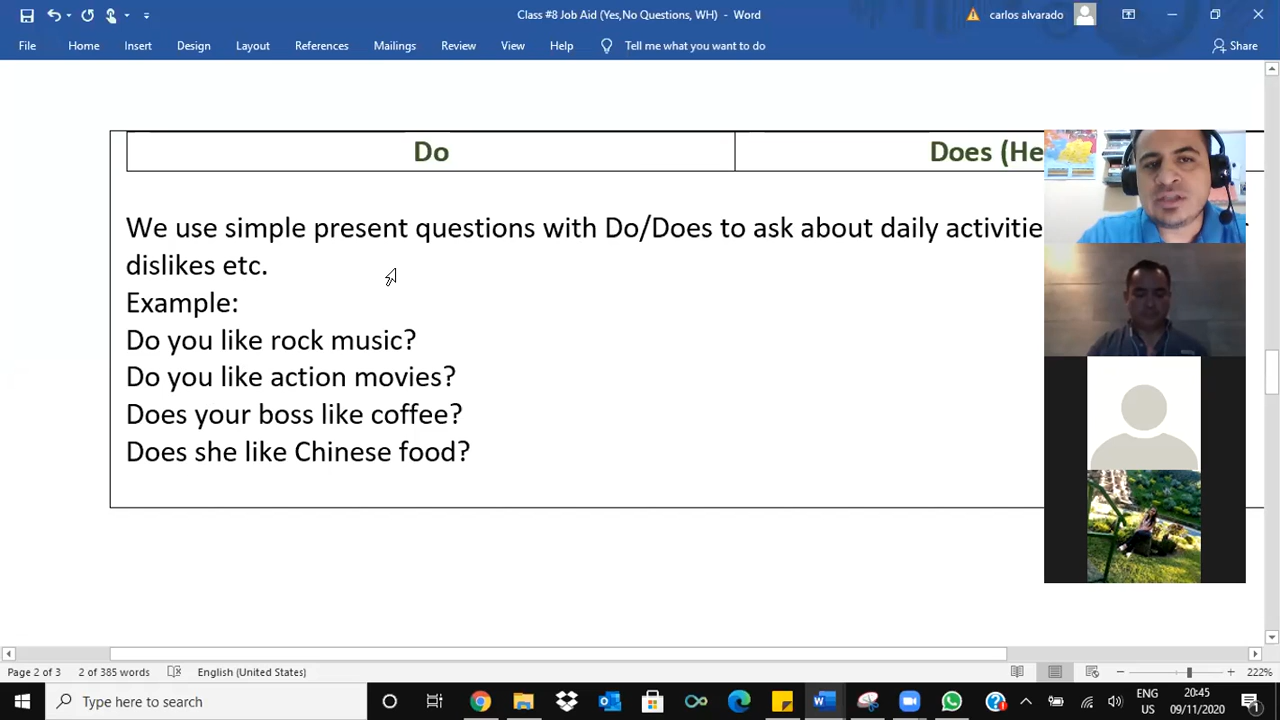 Class #8 Job Aid (Yes,No Questions, WH) - Word
carlos alvarado
File Home Insert Design Layout References Mailings Review View Help Tell me what you want to do Share
Do Does (He
We use simple present questions with Do/Does to ask about daily activitie
dislikes etc.
Example:
Do you like rock music?
Do you like action movies?
Does your boss like coffee?
Does she like Chinese food?
Page 2 of 3 2 of 385 words English (United States) 222%
Type here to search
ENG 20:45
US 09/11/2020